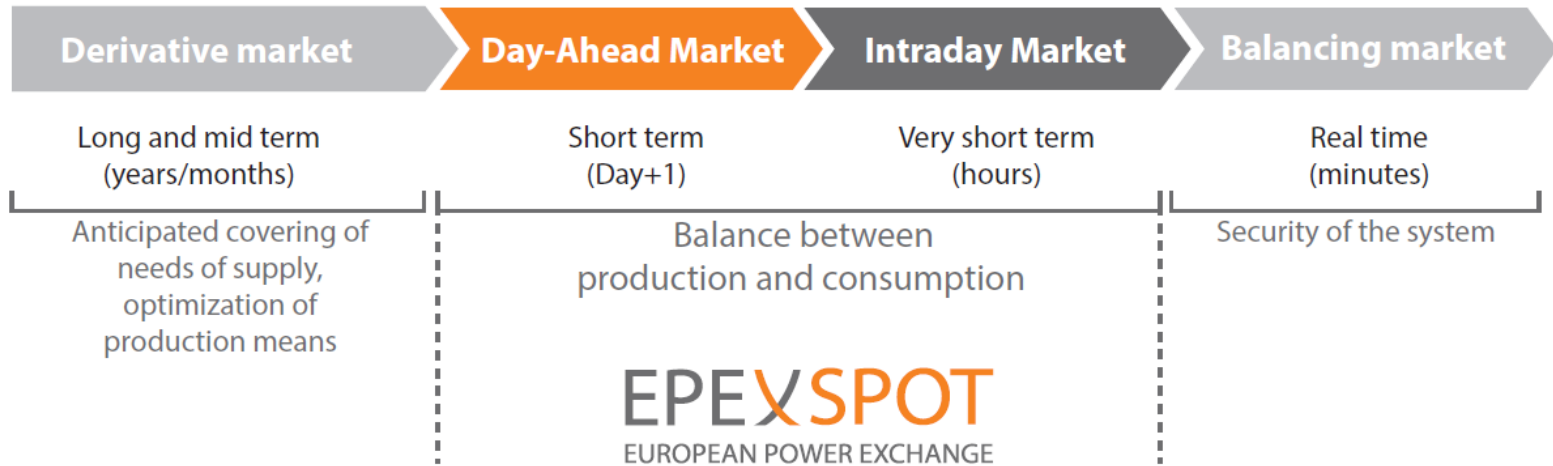 Derivative market
Day-Ahead Market
Intraday Market
Balancing market
Long and mid term
(years/months)
Short term
(Day+1)
Very short term
(hours)
Real time
(minutes)
Anticipated covering of
needs of supply,
optimization of
production means
Balance between
production and consumption
Security of the system
EPEXSPOT
EUROPEAN POWER EXCHANGE